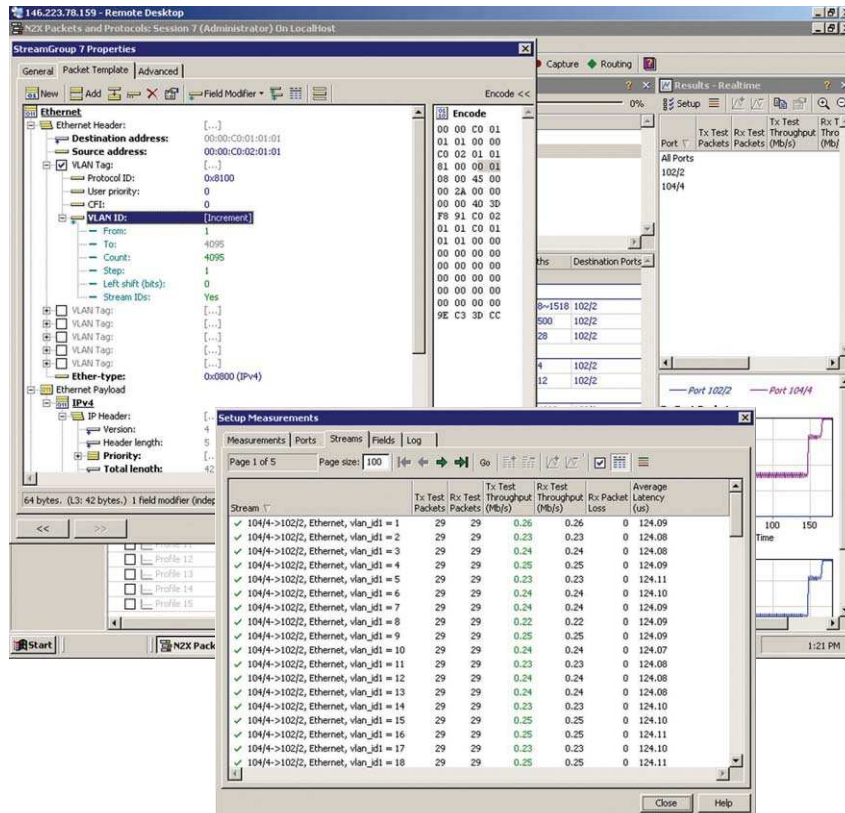 146.223.78.159 - Remote Desktop
N2X Packets and Protocols: Session 7 (Administrator) On LocalHost
StreamGroup 7 Properties
General Packet Template Advanced
New Add Field Modifier Encode <<
Ethernet
Ethernet Header: [...]
Destination address: 00:00:C0:01:01:01
Source address: 00:00:C0:02:01:01
VLAN Tag: [...]
Protocol ID: 0x8100
User priority: 0
CFI: 0
VLAN ID: [Increment]
From: 1
To: 4095
Count: 4095
Step: 1
Left shift (bits): 0
Stream IDs: Yes
VLAN Tag: [...]
VLAN Tag: [...]
VLAN Tag: [...]
VLAN Tag: [...]
VLAN Tag: [...]
Ether-type: 0x0800 (IPv4)
Ethernet Payload
IPv4
IP Header:
Version: 4
Header length: 5
Priority:
Total length: 42
64 bytes. (L3: 42 bytes.) 1 field modifier
<< >>
Encode
00 00 C0 01
01 01 00 00
C0 02 01 01
81 00 00 01
08 00 45 00
00 2A 00 00
00 00 40 3D
F8 91 C0 02
01 01 C0 01
01 01 00 00
00 00 00 00
00 00 00 00
00 00 00 00
00 00 00 00
00 00 00 00
9E C3 3D CC
Capture Routing
0%
Destination Ports
8~1518 102/2
500 102/2
28 102/2
4 102/2
12 102/2
Results - Realtime
Setup
Port Tx Test Packets Rx Test Packets Tx Test Throughput (Mb/s)
All Ports
102/2
104/4
Port 102/2 Port 104/4
100 150
Time
Profile 12
Profile 13
Profile 14
Profile 15
Setup Measurements
Measurements Ports Streams Fields Log
Page 1 of 5 Page size: 100 Go
Stream Tx Test Packets Rx Test Packets Tx Test Throughput (Mb/s) Rx Test Throughput (Mb/s) Rx Packet Loss Average Latency (us)
104/4->102/2, Ethernet, vlan_id1 = 1 29 29 0.26 0.26 0 124.09
104/4->102/2, Ethernet, vlan_id1 = 2 29 29 0.23 0.23 0 124.08
104/4->102/2, Ethernet, vlan_id1 = 3 29 29 0.24 0.24 0 124.08
104/4->102/2, Ethernet, vlan_id1 = 4 29 29 0.25 0.25 0 124.09
104/4->102/2, Ethernet, vlan_id1 = 5 29 29 0.23 0.23 0 124.11
104/4->102/2, Ethernet, vlan_id1 = 6 29 29 0.24 0.24 0 124.10
104/4->102/2, Ethernet, vlan_id1 = 7 29 29 0.24 0.24 0 124.09
104/4->102/2, Ethernet, vlan_id1 = 8 29 29 0.22 0.22 0 124.09
104/4->102/2, Ethernet, vlan_id1 = 9 29 29 0.25 0.25 0 124.09
104/4->102/2, Ethernet, vlan_id1 = 10 29 29 0.24 0.24 0 124.07
104/4->102/2, Ethernet, vlan_id1 = 11 29 29 0.23 0.23 0 124.08
104/4->102/2, Ethernet, vlan_id1 = 12 29 29 0.24 0.24 0 124.08
104/4->102/2, Ethernet, vlan_id1 = 13 29 29 0.24 0.24 0 124.08
104/4->102/2, Ethernet, vlan_id1 = 14 29 29 0.23 0.23 0 124.10
104/4->102/2, Ethernet, vlan_id1 = 15 29 29 0.25 0.25 0 124.10
104/4->102/2, Ethernet, vlan_id1 = 16 29 29 0.25 0.25 0 124.11
104/4->102/2, Ethernet, vlan_id1 = 17 29 29 0.23 0.23 0 124.10
104/4->102/2, Ethernet, vlan_id1 = 18 29 29 0.25 0.25 0 124.11
Close Help
Start N2X Pack 1:21 PM